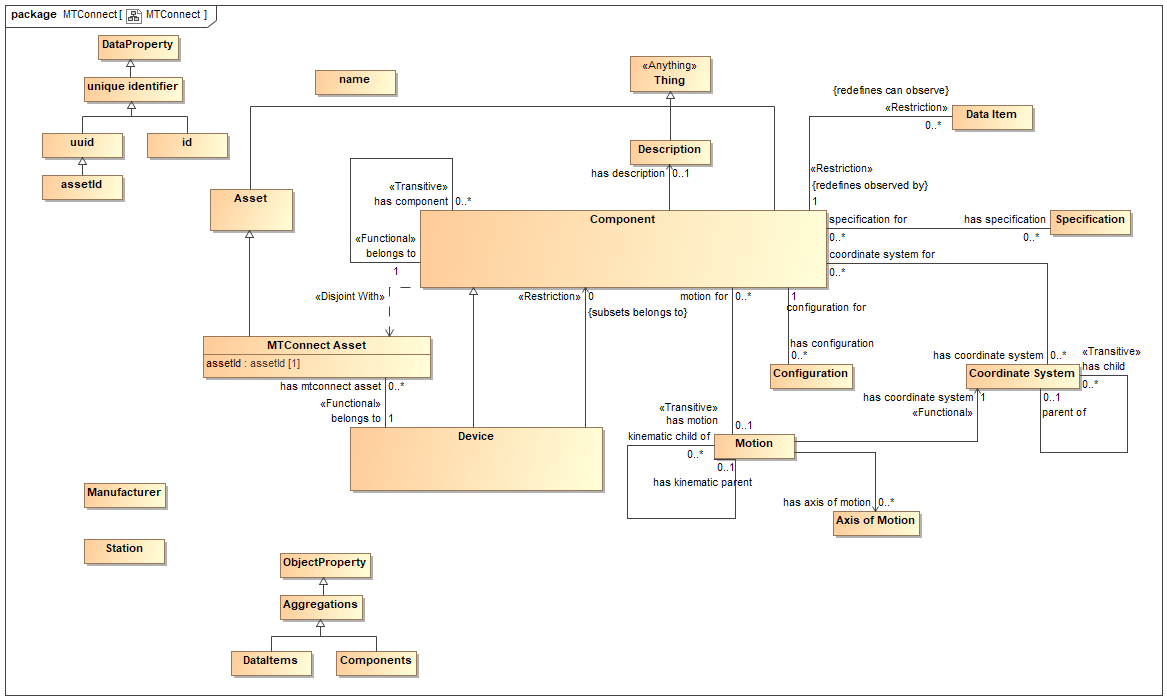 package MTConnect [ MTConnect ]
DataProperty
unique identifier
uuid
id
assetId
name
«Anything»
Thing
{redefines can observe}
«Restriction»
0..*
Data Item
Description
has description
0..1
«Restriction»
{redefines observed by}
1
Asset
«Transitive»
has component
0..*
Component
«Functional»
belongs to
1
specification for
0..*
has specification
0..*
Specification
coordinate system for
0..*
«Disjoint With»
«Restriction»
0
{subsets belongs to}
motion for
0..*
1
configuration for
MTConnect Asset
assetId : assetId [1]
has configuration
0..*
Configuration
has coordinate system
0..*
Coordinate System
«Transitive»
has child
0..*
has mtconnect asset
0..*
«Functional»
belongs to
1
Device
has coordinate system
1
«Functional»
0..1
parent of
«Transitive»
has motion
0..1
kinematic child of
0..*
Motion
0..1
has kinematic parent
has axis of motion
0..*
Axis of Motion
Manufacturer
Station
ObjectProperty
Aggregations
DataItems
Components